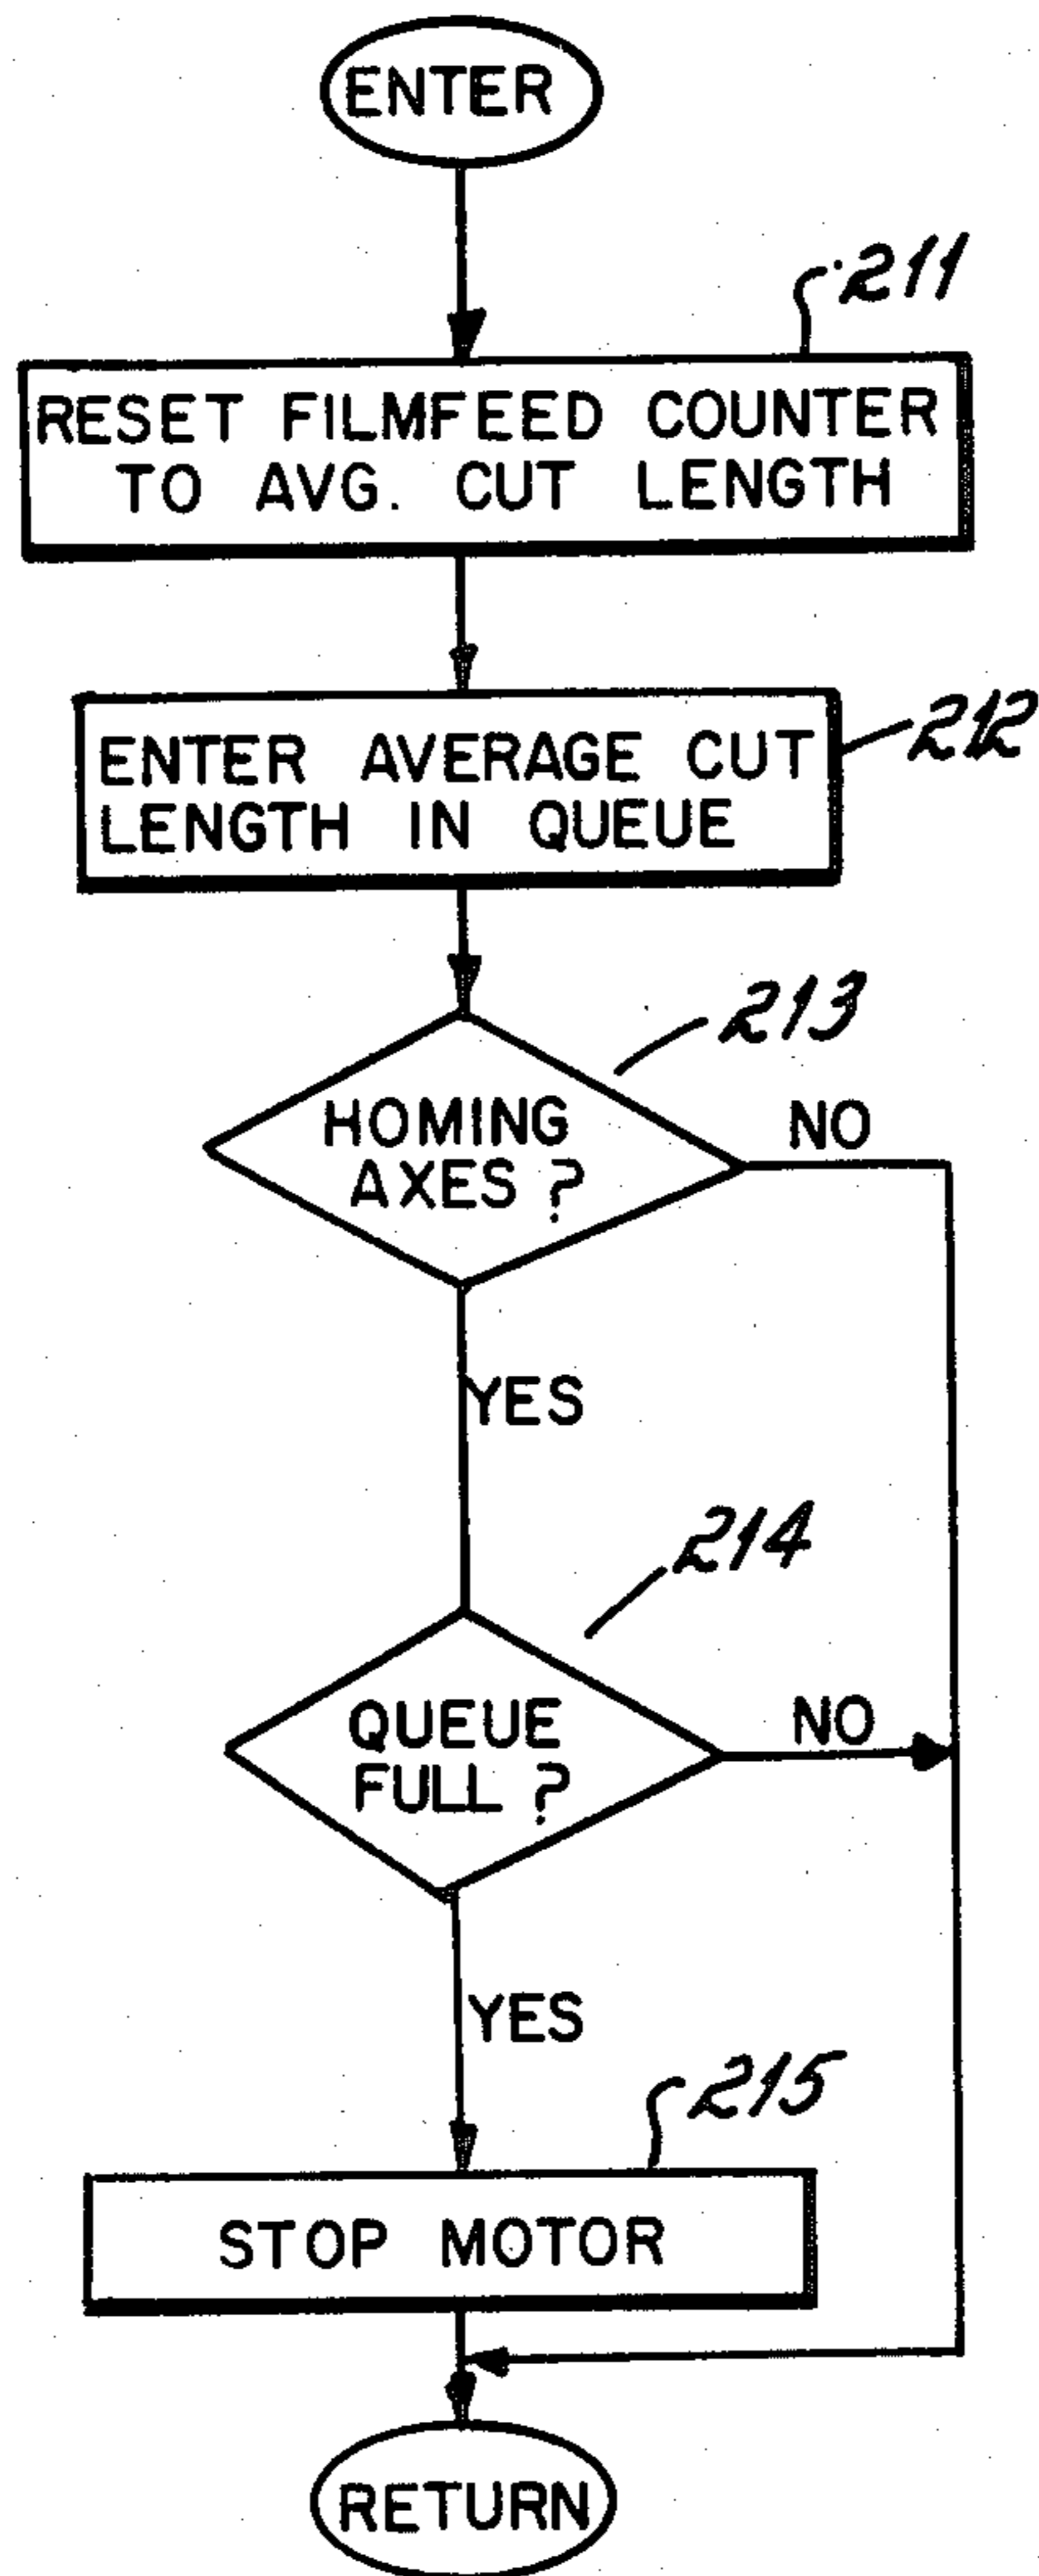 ENTER
211
RESET FILMFEED COUNTER
TO AVG. CUT LENGTH
212
ENTER AVERAGE CUT
LENGTH IN QUEUE
213
HOMING
AXES ?
NO
YES
214
QUEUE
FULL ?
NO
YES
215
STOP MOTOR
RETURN